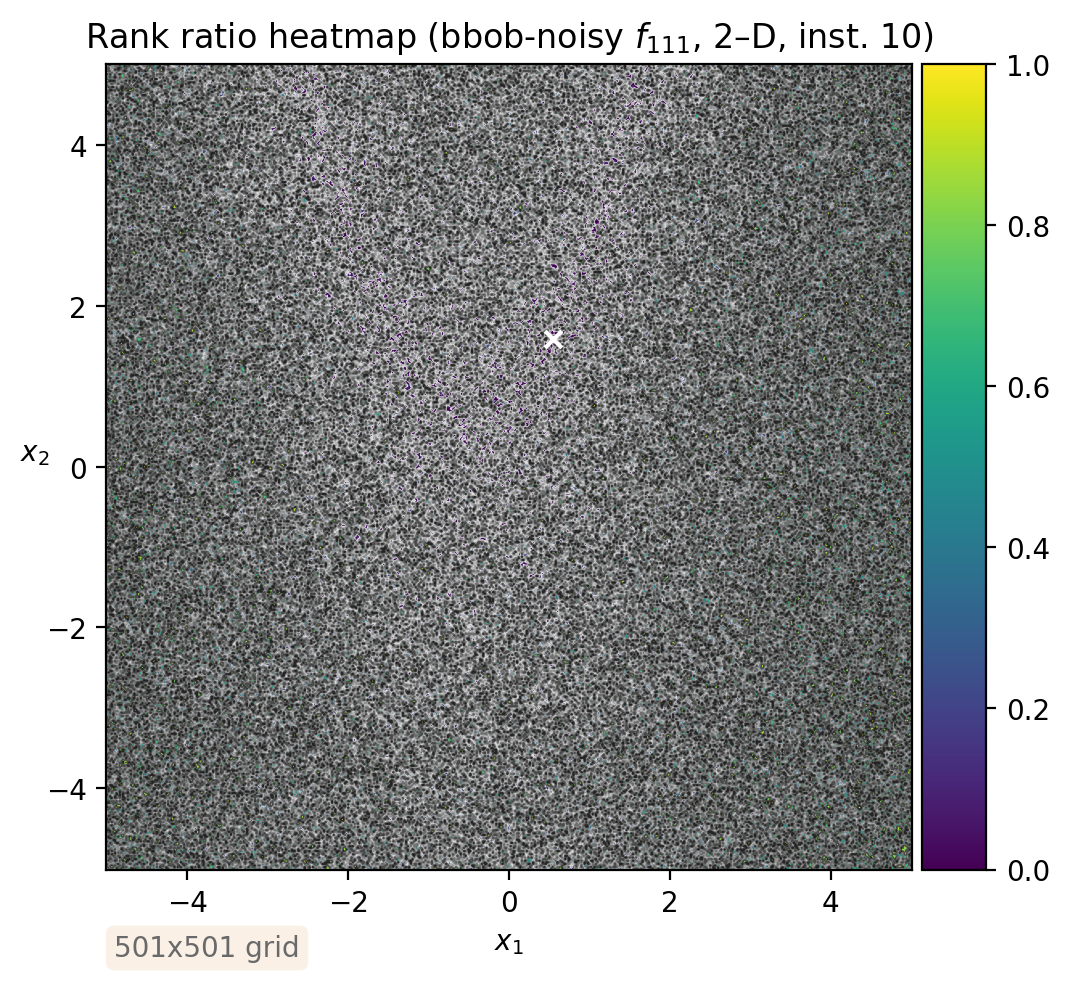 Rank ratio heatmap (bbob-noisy f₁₁₁, 2–D, inst. 10)
1.0
0.8
0.6
0.4
0.2
0.0
4
2
0
−2
−4
x₂
−4 −2 0 2 4
x₁
501x501 grid